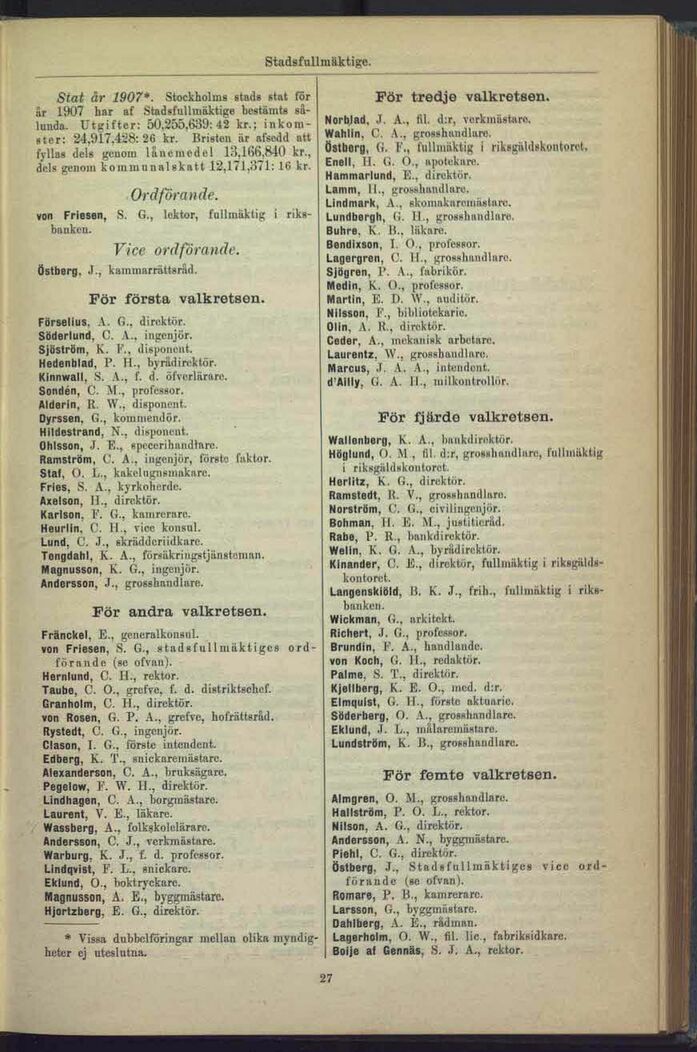 Stadsfullmäktige.
Stat år 1907*. Stockholms stads stat för
år 1907 har af Stadsfullmäktige bestämts så-
lunda. Utgifter: 50,255,639: 42 kr.; inkom-
ster: 24,917,428: 26 kr. Bristen är afsedd att
fyllas dels genom lånemedel 13,166,840 kr.,
dels genom kommunalskatt 12,171,371: 16 kr.
Ordförande.
von Friesen, S. G., lektor, fullmäktig i riks-
banken.
Vice ordförande.
Östberg, J., kammarrättsråd.
För första valkretsen.
Förselius, A. G., direktör.
Söderlund, C. A., ingenjör.
Sjöström, K. F., disponent.
Hedenblad, P. H., byrådirektör.
Kinnwall, S. A., f. d. öfverlärare.
Sondén, C. M., professor.
Alderin, R. W., disponent.
Dyrssen, G., kommendör.
Hildestrand, N., disponent.
Ohlsson, J. E., specerihandlare.
Ramström, C. A., ingenjör, förste faktor.
Staf, O. L., kakelugnsmakare.
Fries, S. A., kyrkoherde.
Axelson, H., direktör.
Karlson, F. G., kamrerare.
Heurlin, C. H., vice konsul.
Lund, C. J., skrädderiidkare.
Tengdahl, K. A., försäkringstjänsteman.
Magnusson, K. G., ingenjör.
Andersson, J., grosshandlare.
För andra valkretsen.
Fränckel, E., generalkonsul.
von Friesen, S. G., stadsfullmäktiges ord-
förande (se ofvan).
Hernlund, C. H., rektor.
Taube, C. O., grefve, f. d. distriktschef.
Granholm, C. H., direktör.
von Rosen, G. P. A., grefve, hofrättsråd.
Rystedt, C. G., ingenjör.
Clason, I. G., förste intendent.
Edberg, K. T., snickaremästare.
Alexanderson, C. A., bruksägare.
Pegelow, F. W. H., direktör.
Lindhagen, C. A., borgmästare.
Laurent, V. E., läkare.
Wassberg, A., folkskolelärare.
Andersson, C. J., verkmästare.
Warburg, K. J., f. d. professor.
Lindqvist, F. L., snickare.
Eklund, O., boktryckare.
Magnusson, A. E., byggmästare.
Hjortzberg, E. G., direktör.
* Vissa dubbelföringar mellan olika myndig-
heter ej uteslutna.
För tredje valkretsen.
Norblad, J. A., fil. d:r, verkmästare.
Wahlin, C. A., grosshandlare.
Östberg, G. F., fullmäktig i riksgäldskontoret.
Enell, H. G. O., apotekare.
Hammarlund, E., direktör.
Lamm, H., grosshandlare.
Lindmark, A., skomakaremästare.
Lundbergh, G. H., grosshandlare.
Buhre, K. B., läkare.
Bendixson, I. O., professor.
Lagergren, C. H., grosshandlare.
Sjögren, P. A., fabrikör.
Medin, K. O., professor.
Martin, E. D. W., auditör.
Nilsson, F., bibliotekarie.
Olin, A. R., direktör.
Ceder, A., mekanisk arbetare.
Laurentz, W., grosshandlare.
Marcus, J. A. A., intendent.
d'Ailly, G. A. H., milkontrollör.
För fjärde valkretsen.
Wallenberg, K. A., bankdirektör.
Höglund, O. M., fil. d:r, grosshandlare, fullmäktig
i riksgäldskontoret.
Herlitz, K. G., direktör.
Ramstedt, R. V., grosshandlare.
Norström, C. G., civilingenjör.
Bohman, H. E. M., justitieråd.
Rabe, P. R., bankdirektör.
Welin, K. G. A., byrådirektör.
Kinander, C. E., direktör, fullmäktig i riksgälds-
kontoret.
Langenskiöld, B. K. J., frih., fullmäktig i riks-
banken.
Wickman, G., arkitekt.
Richert, J. G., professor.
Brundin, F. A., handlande.
von Koch, G. H., redaktör.
Palme, S. T., direktör.
Kjellberg, K. E. O., med. d:r.
Elmquist, G. H., förste aktuarie.
Söderberg, O. A., grosshandlare.
Eklund, J. L., målaremästare.
Lundström, K. B., grosshandlare.
För femte valkretsen.
Almgren, O. M., grosshandlare.
Hallström, P. O. L., rektor.
Nilson, A. G., direktör.
Andersson, A. N., byggmästare.
Piehl, C. G., direktör.
Östberg, J., Stadsfullmäktiges vice ord-
förande (se ofvan).
Romare, P. B., kamrerare.
Larsson, G., byggmästare.
Dahlberg, A. E., rådman.
Lagerholm, O. W., fil. lic., fabriksidkare.
Boije af Gennäs, S. J. A., rektor.
27